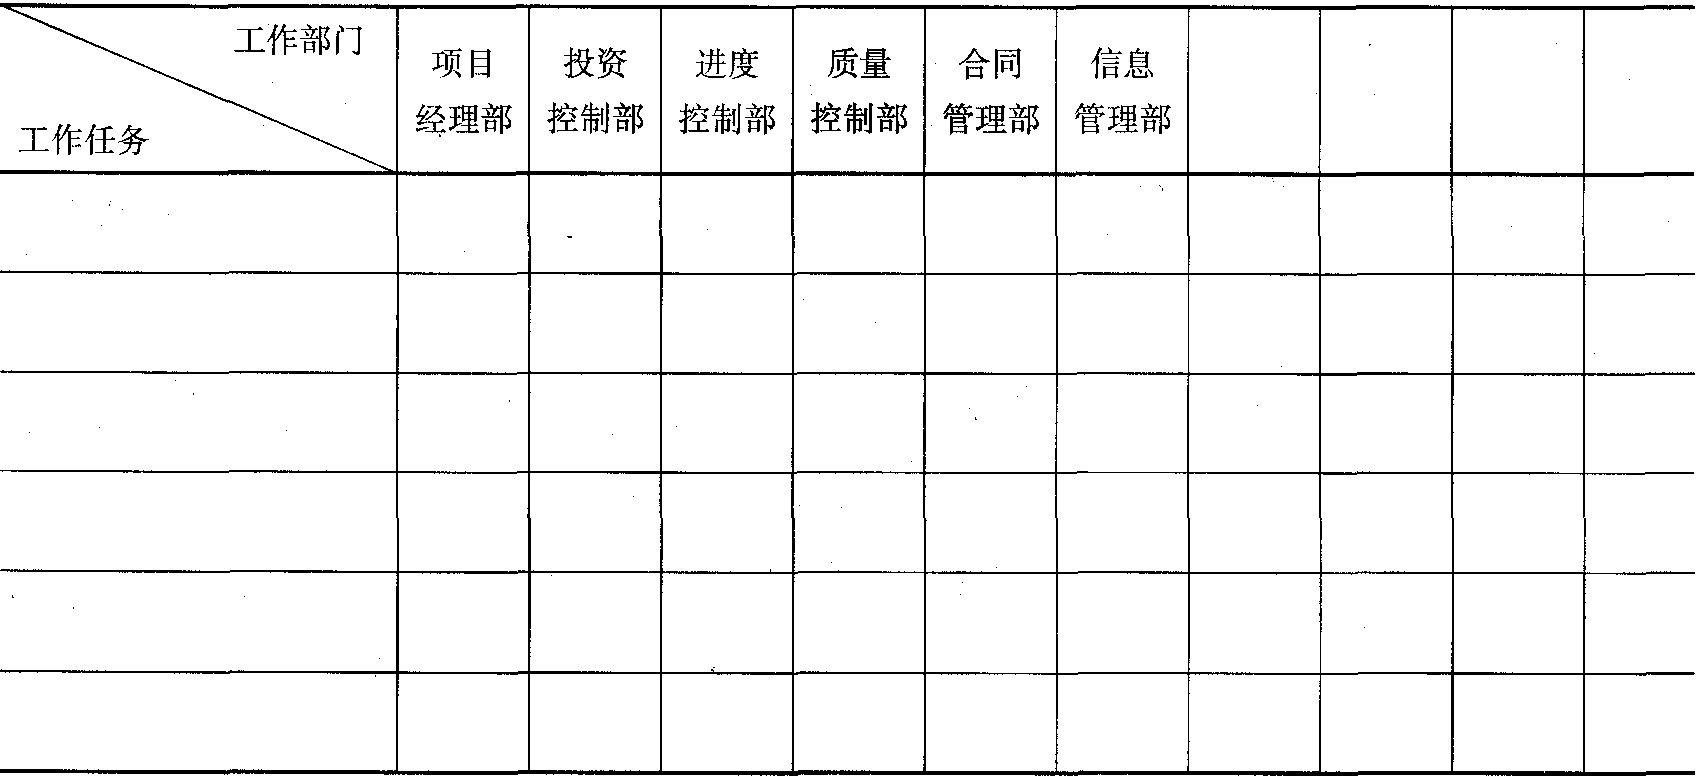 工作部门
工作任务
项目
经理部
投资
控制部
进度
控制部
质量
控制部
合同
管理部
信息
管理部